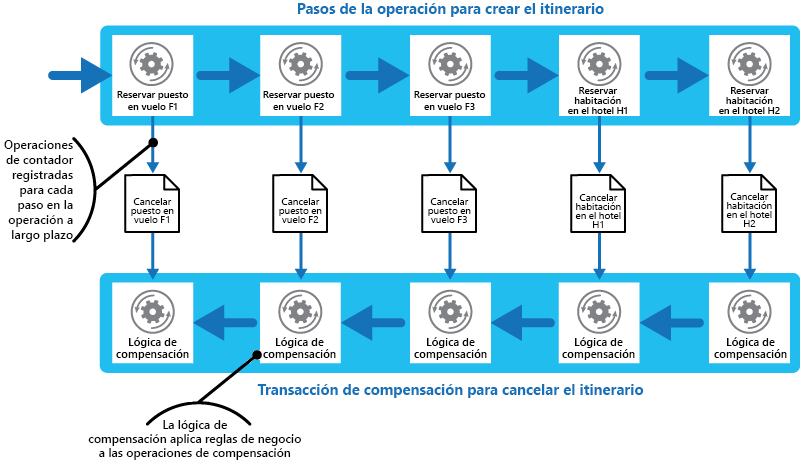 Pasos de la operación para crear el itinerario
Reservar puesto
en vuelo F1
Reservar puesto
en vuelo F2
Reservar puesto
en vuelo F3
Reservar
habitación
en el hotel H1
Reservar
habitación
en el hotel H2
Operaciones
de contador
registradas
para cada
paso en la
operación a
largo plazo
Cancelar
puesto en
vuelo F1
Cancelar
puesto en
vuelo F2
Cancelar
puesto en
vuelo F3
Cancelar
habitación
en el hotel
H1
Cancelar
habitación
en el hotel
H2
Lógica de
compensación
Lógica de
compensación
Lógica de
compensación
Lógica de
compensación
Lógica de
compensación
Transacción de compensación para cancelar el itinerario
La lógica de
compensación aplica reglas de negocio
a las operaciones de compensación